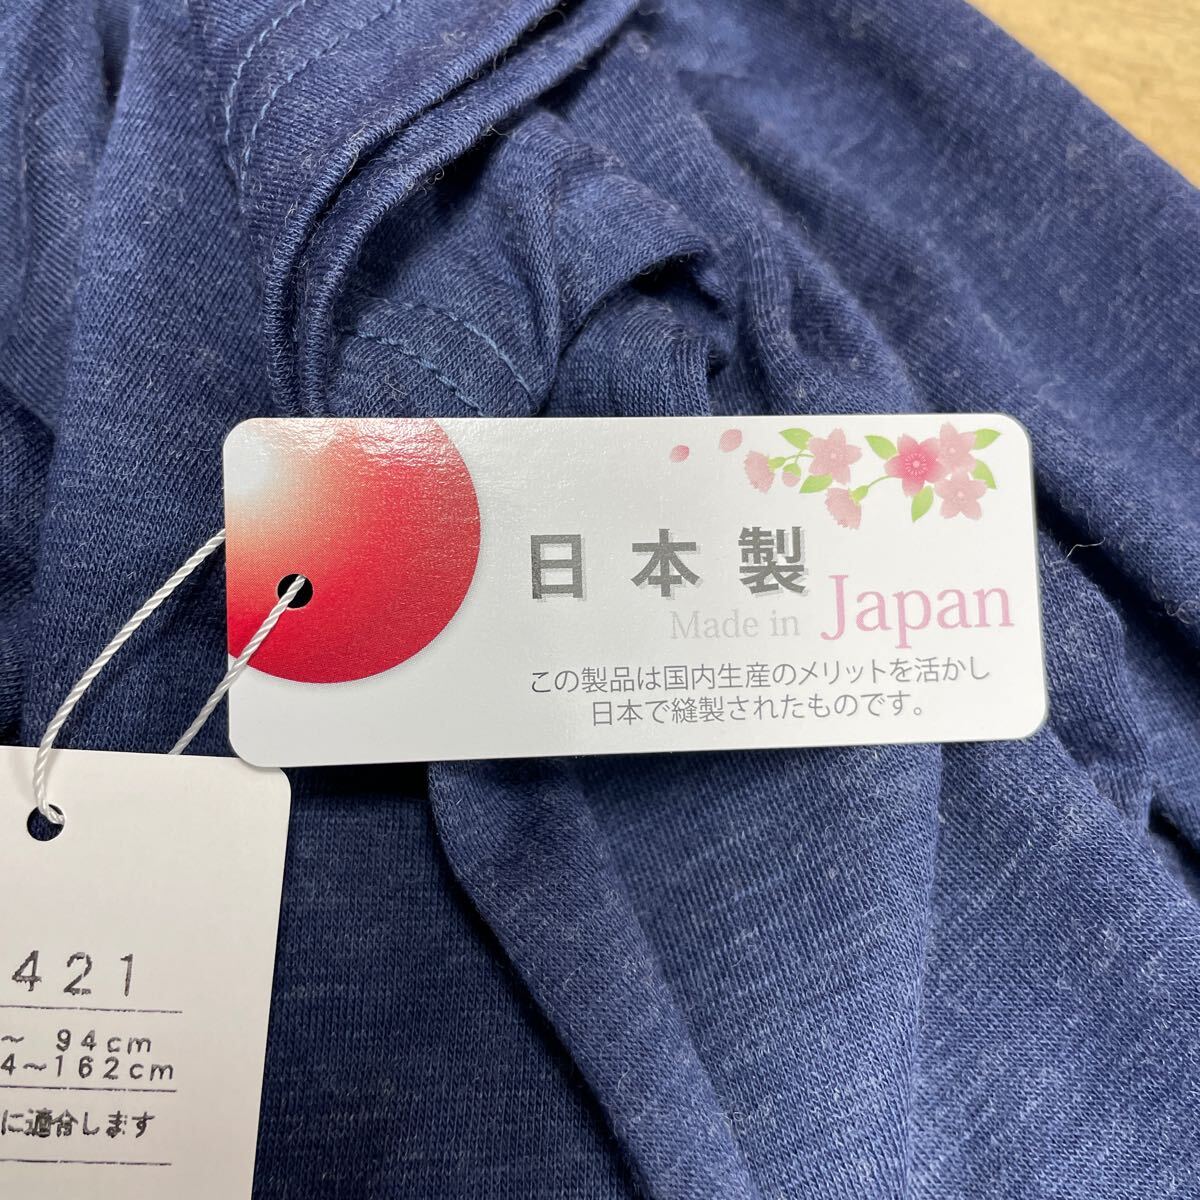 日本製
Made in Japan
この製品は国内生産のメリットを活かし
日本で縫製されたものです。
421
～ 94cm
4～162cm
に適合します